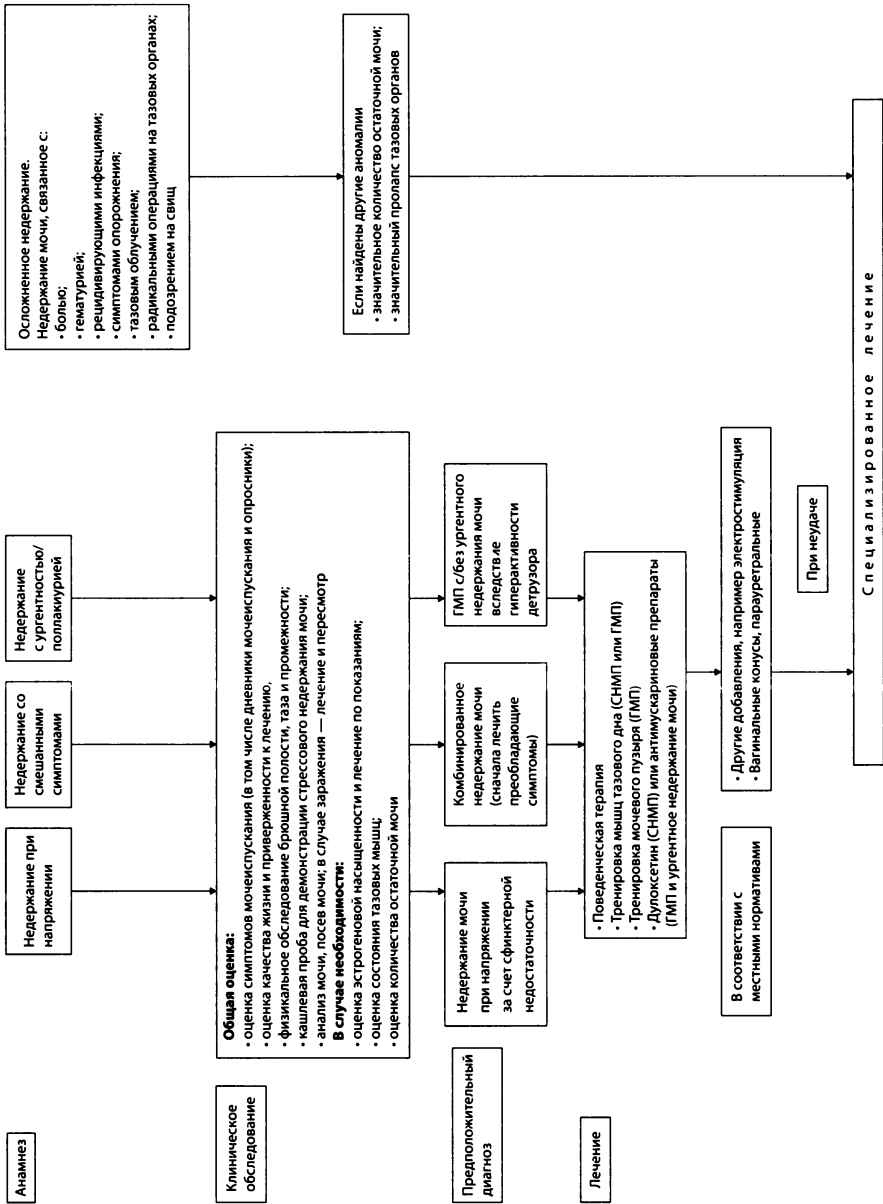 Анамнез
Недержание при
напряжении
Недержание со
смешанными
симптомами
Недержание
с ургентностью/
поллакиурией
Осложненное недержание.
Недержание мочи, связанное с:
• болью;
• гематурией;
• рецидивирующими инфекциями;
• симптомами опорожнения;
• тазовым облучением;
• радикальными операциями на тазовых органах;
• подозрением на свищ
Клиническое
обследование
Общая оценка:
• оценка симптомов мочеиспускания (в том числе дневники мочеиспускания и опросники);
• оценка качества жизни и приверженности к лечению,
• физикальное обследование брюшной полости, таза и промежности;
• кашлевая проба для демонстрации стрессового недержания мочи;
• анализ мочи, посев мочи; в случае заражения — лечение и пересмотр
В случае необходимости:
• оценка эстрогеновой насыщенности и лечение по показаниям;
• оценка состояния тазовых мышц;
• оценка количества остаточной мочи
Если найдены другие аномалии
• значительное количество остаточной мочи;
• значительный пролапс тазовых органов
Предположительный
диагноз
Недержание мочи
при напряжении
за счет сфинктерной
недостаточности
Комбинированное
недержание мочи
(сначала лечить
преобладающие
симптомы)
ГМП с/без ургентного
недержания мочи
вследствие
гиперактивности
детрузора
Лечение
• Поведенческая терапия
• Тренировка мышц тазового дна (СНМП или ГМП)
• Тренировка мочевого пузыря (ГМП)
• Дулоксетин (СНМП) или антимускариновые препараты
(ГМП и ургентное недержание мочи)
В соответствии с
местными нормативами
• Другие добавления, например электростимуляция
• Вагинальные конусы, парауретральные
При неудаче
Специализированное лечение